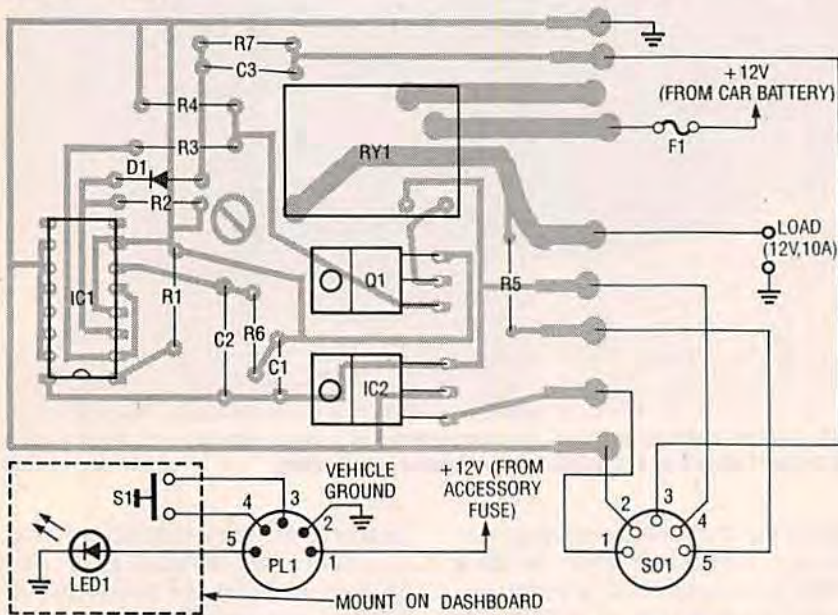 R7
C3
R4
R3
D1
R2
RY1
+12V
(FROM CAR BATTERY)
F1
LOAD
(12V,10A)
IC1
R1
Q1
R5
C2
R6
C1
IC2
S1
VEHICLE
GROUND
+12V (FROM
ACCESSORY
FUSE)
3
4
2
5
PL1
1
LED1
MOUNT ON DASHBOARD
3
2
4
1
SO1
5